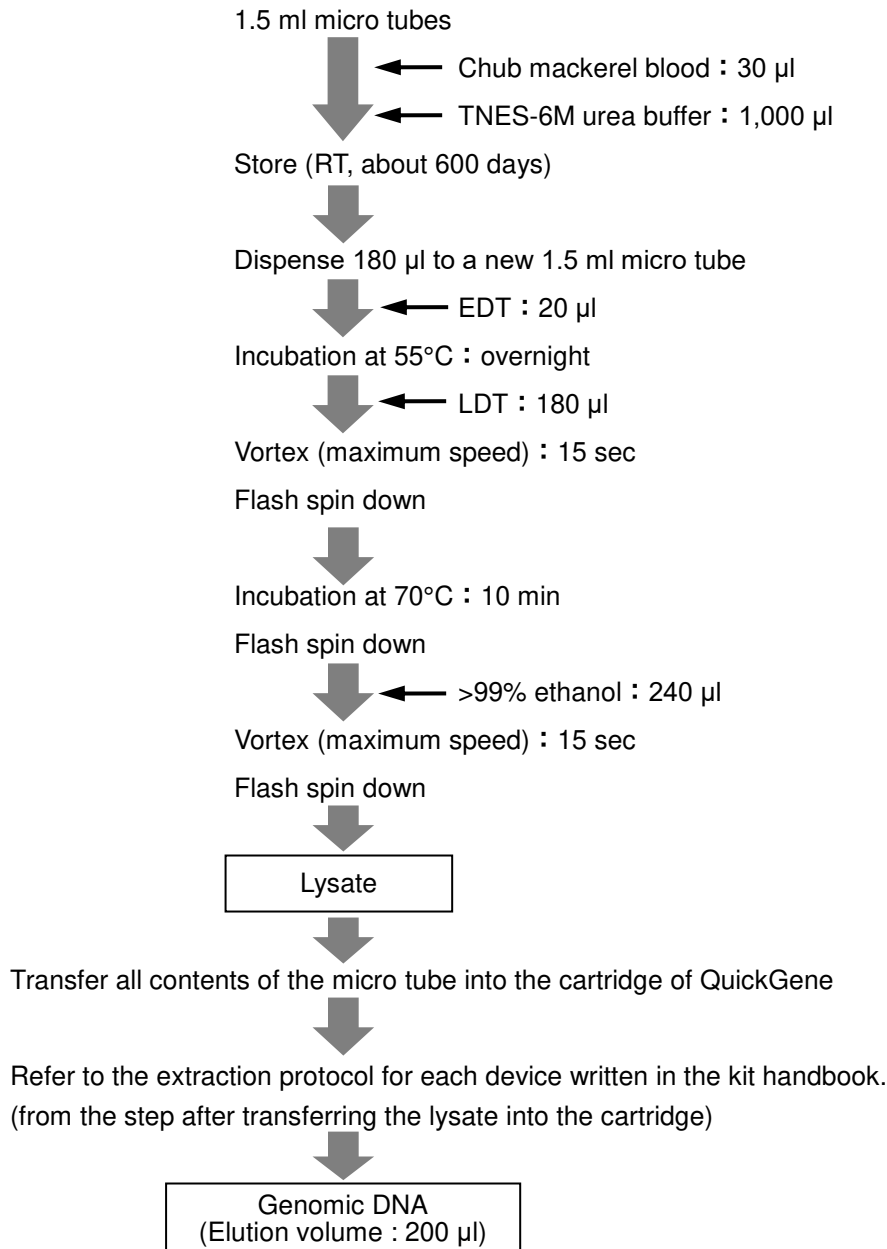 1.5 ml micro tubes
Chub mackerel blood：30 µl
TNES-6M urea buffer：1,000 µl
Store (RT, about 600 days)
Dispense 180 µl to a new 1.5 ml micro tube
EDT：20 µl
Incubation at 55°C：overnight
LDT：180 µl
Vortex (maximum speed)：15 sec
Flash spin down
Incubation at 70°C：10 min
Flash spin down
>99% ethanol：240 µl
Vortex (maximum speed)：15 sec
Flash spin down
Lysate
Transfer all contents of the micro tube into the cartridge of QuickGene
Refer to the extraction protocol for each device written in the kit handbook.
(from the step after transferring the lysate into the cartridge)
Genomic DNA
(Elution volume : 200 µl)